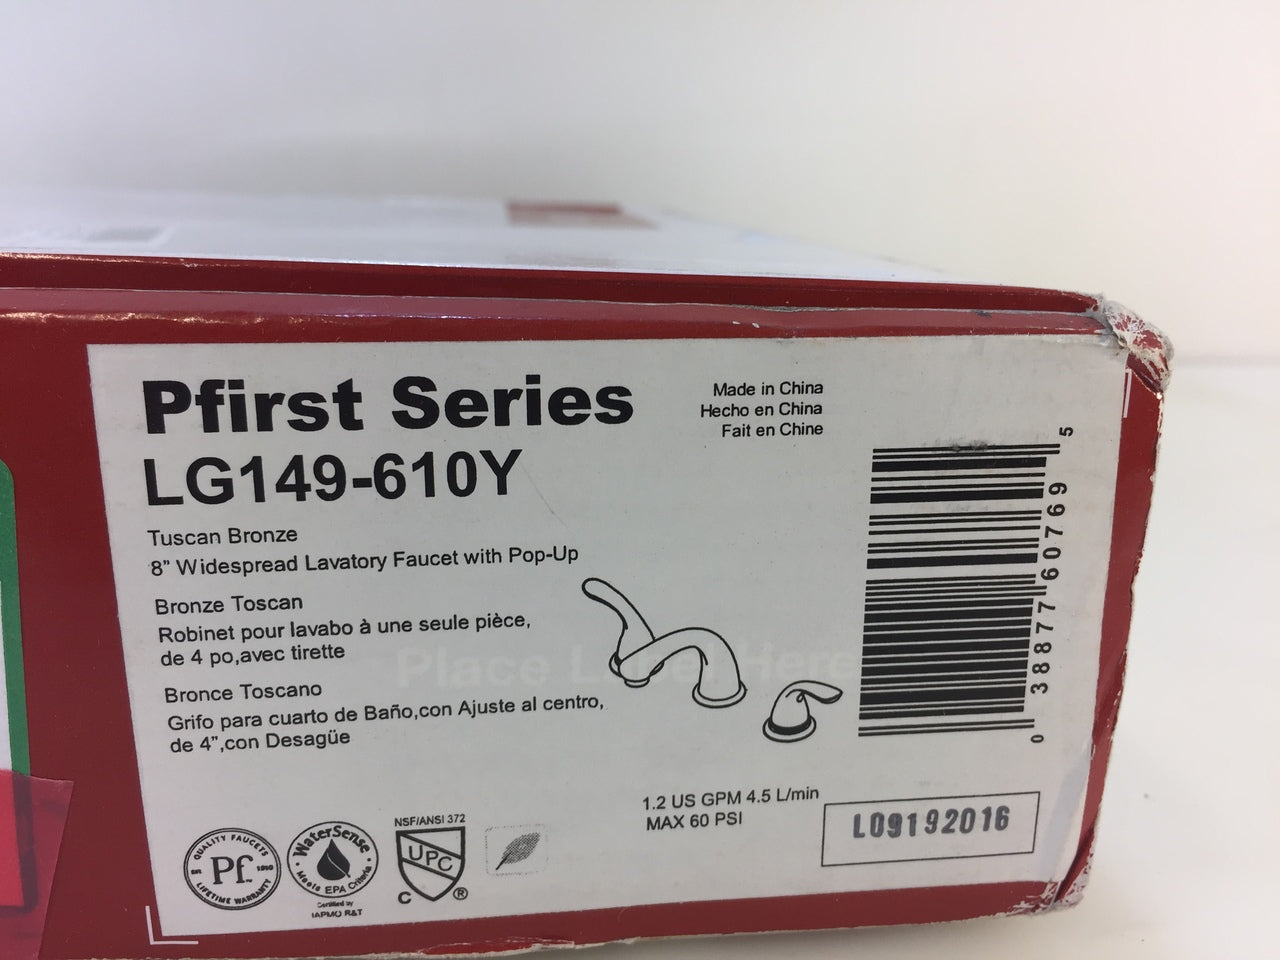 Pfirst Series
LG149-610Y
Made in China
Hecho en China
Fait en Chine
Tuscan Bronze
8” Widespread Lavatory Faucet with Pop-Up
Bronze Toscan
Robinet pour lavabo à une seule pièce,
de 4 po,avec tirette
Bronce Toscano
Grifo para cuarto de Baño,con Ajuste al centro,
de 4”,con Desagüe
Place Label Here
0 38877 60769 5
1.2 US GPM 4.5 L/min
MAX 60 PSI
L09192016
QUALITY FAUCETS
EST. Pf 1910
LIFETIME WARRANTY
WaterSense
Meets EPA Criteria
Certified by
IAPMO R&T
NSF/ANSI 372
UPC
C ®